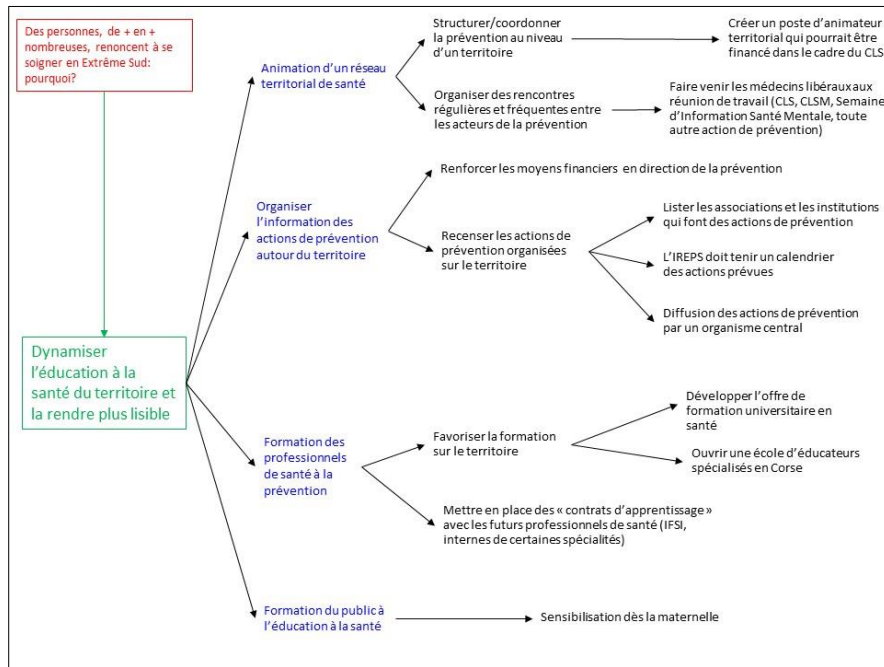 Des personnes, de + en +
nombreuses, renoncent à se
soigner en Extrême Sud:
pourquoi?
Dynamiser
l'éducation à la
santé du territoire et
la rendre plus lisible
Animation d'un réseau
territorial de santé
Structurer/coordonner
la prévention au niveau
d'un territoire
Créer un poste d'animateur
territorial qui pourrait être
financé dans le cadre du CLS
Organiser des rencontres
régulières et fréquentes entre
les acteurs de la prévention
Faire venir les médecins libéraux aux
réunion de travail (CLS, CLSM, Semaine
d'Information Santé Mentale, toute
autre action de prévention)
Organiser
l'information des
actions de prévention
autour du territoire
Renforcer les moyens financiers en direction de la prévention
Recenser les actions de
prévention organisées
sur le territoire
Lister les associations et les institutions
qui font des actions de prévention
L'IREPS doit tenir un calendrier
des actions prévues
Diffusion des actions de prévention
par un organisme central
Formation des
professionnels
de santé à la
prévention
Favoriser la formation
sur le territoire
Développer l'offre de
formation universitaire en
santé
Ouvrir une école d'éducateurs
spécialisés en Corse
Mettre en place des « contrats d'apprentissage »
avec les futurs professionnels de santé (IFSI,
internes de certaines spécialités)
Formation du public à
l'éducation à la santé
Sensibilisation dès la maternelle